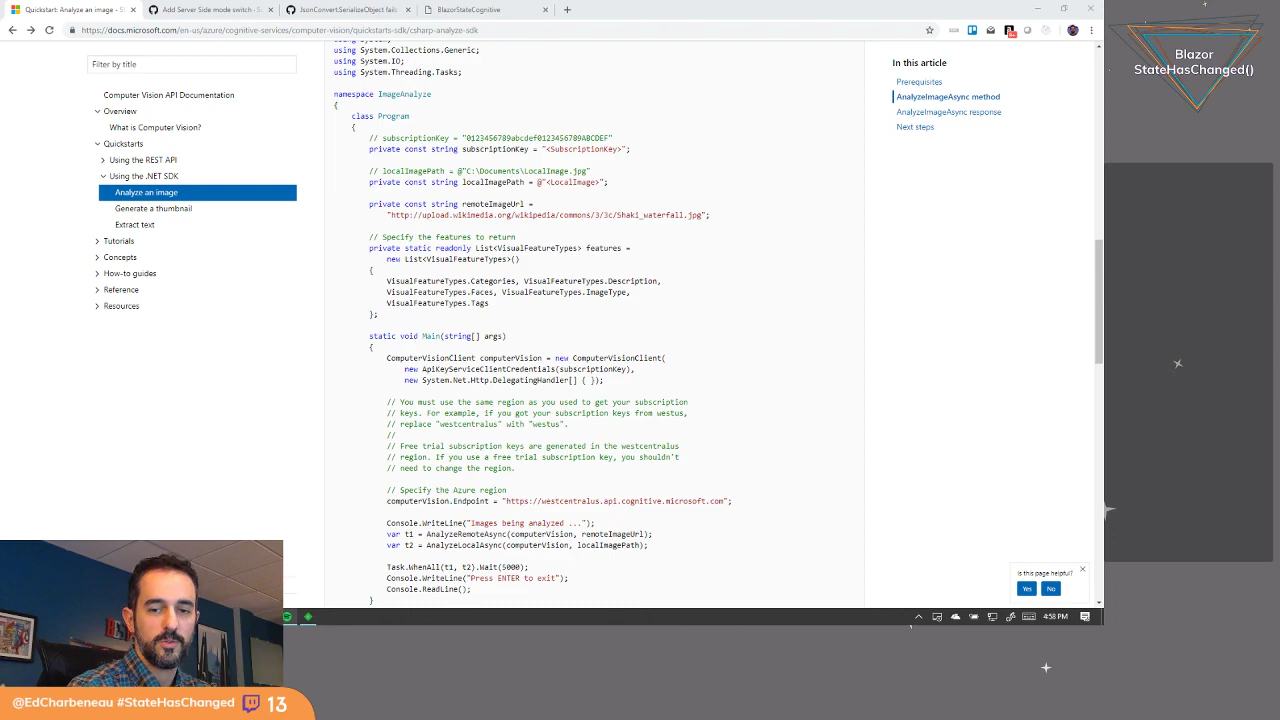 Quickstart: Analyze an image - S
Add Server Side mode switch - S
JsonConvert.SerializeObject fails
BlazorStateCognitive
https://docs.microsoft.com/en-us/azure/cognitive-services/computer-vision/quickstarts-sdk/csharp-analyze-sdk
Filter by title
Computer Vision API Documentation
Overview
What is Computer Vision?
Quickstarts
Using the REST API
Using the .NET SDK
Analyze an image
Generate a thumbnail
Extract text
Tutorials
Concepts
How-to guides
Reference
Resources
using System.Collections.Generic;
using System.IO;
using System.Threading.Tasks;
namespace ImageAnalyze
{
class Program
{
// subscriptionKey = "0123456789abcdef0123456789ABCDEF"
private const string subscriptionKey = "<SubscriptionKey>";
// localImagePath = @"C:\Documents\LocalImage.jpg"
private const string localImagePath = @"<LocalImage>";
private const string remoteImageUrl =
"http://upload.wikimedia.org/wikipedia/commons/3/3c/Shaki_waterfall.jpg";
// Specify the features to return
private static readonly List<VisualFeatureTypes> features =
new List<VisualFeatureTypes>()
{
VisualFeatureTypes.Categories, VisualFeatureTypes.Description,
VisualFeatureTypes.Faces, VisualFeatureTypes.ImageType,
VisualFeatureTypes.Tags
};
static void Main(string[] args)
{
ComputerVisionClient computerVision = new ComputerVisionClient(
new ApiKeyServiceClientCredentials(subscriptionKey),
new System.Net.Http.DelegatingHandler[] { });
// You must use the same region as you used to get your subscription
// keys. For example, if you got your subscription keys from westus,
// replace "westcentralus" with "westus".
//
// Free trial subscription keys are generated in the westcentralus
// region. If you use a free trial subscription key, you shouldn't
// need to change the region.
// Specify the Azure region
computerVision.Endpoint = "https://westcentralus.api.cognitive.microsoft.com";
Console.WriteLine("Images being analyzed ...");
var t1 = AnalyzeRemoteAsync(computerVision, remoteImageUrl);
var t2 = AnalyzeLocalAsync(computerVision, localImagePath);
Task.WhenAll(t1, t2).Wait(5000);
Console.WriteLine("Press ENTER to exit");
Console.ReadLine();
}
In this article
Prerequisites
AnalyzeImageAsync method
AnalyzeImageAsync response
Next steps
Is this page helpful?
Yes
No
4:58 PM
Blazor
StateHasChanged()
@EdCharbeneau #StateHasChanged 13